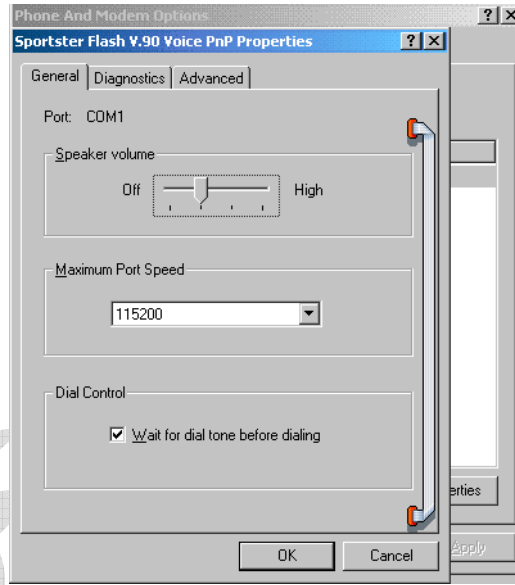 Phone And Modem Options
Sportster Flash V.90 Voice PnP Properties
General Diagnostics Advanced
Port: COM1
Speaker volume
Off High
Maximum Port Speed
115200
Dial Control
Wait for dial tone before dialing
erties
OK Cancel Apply